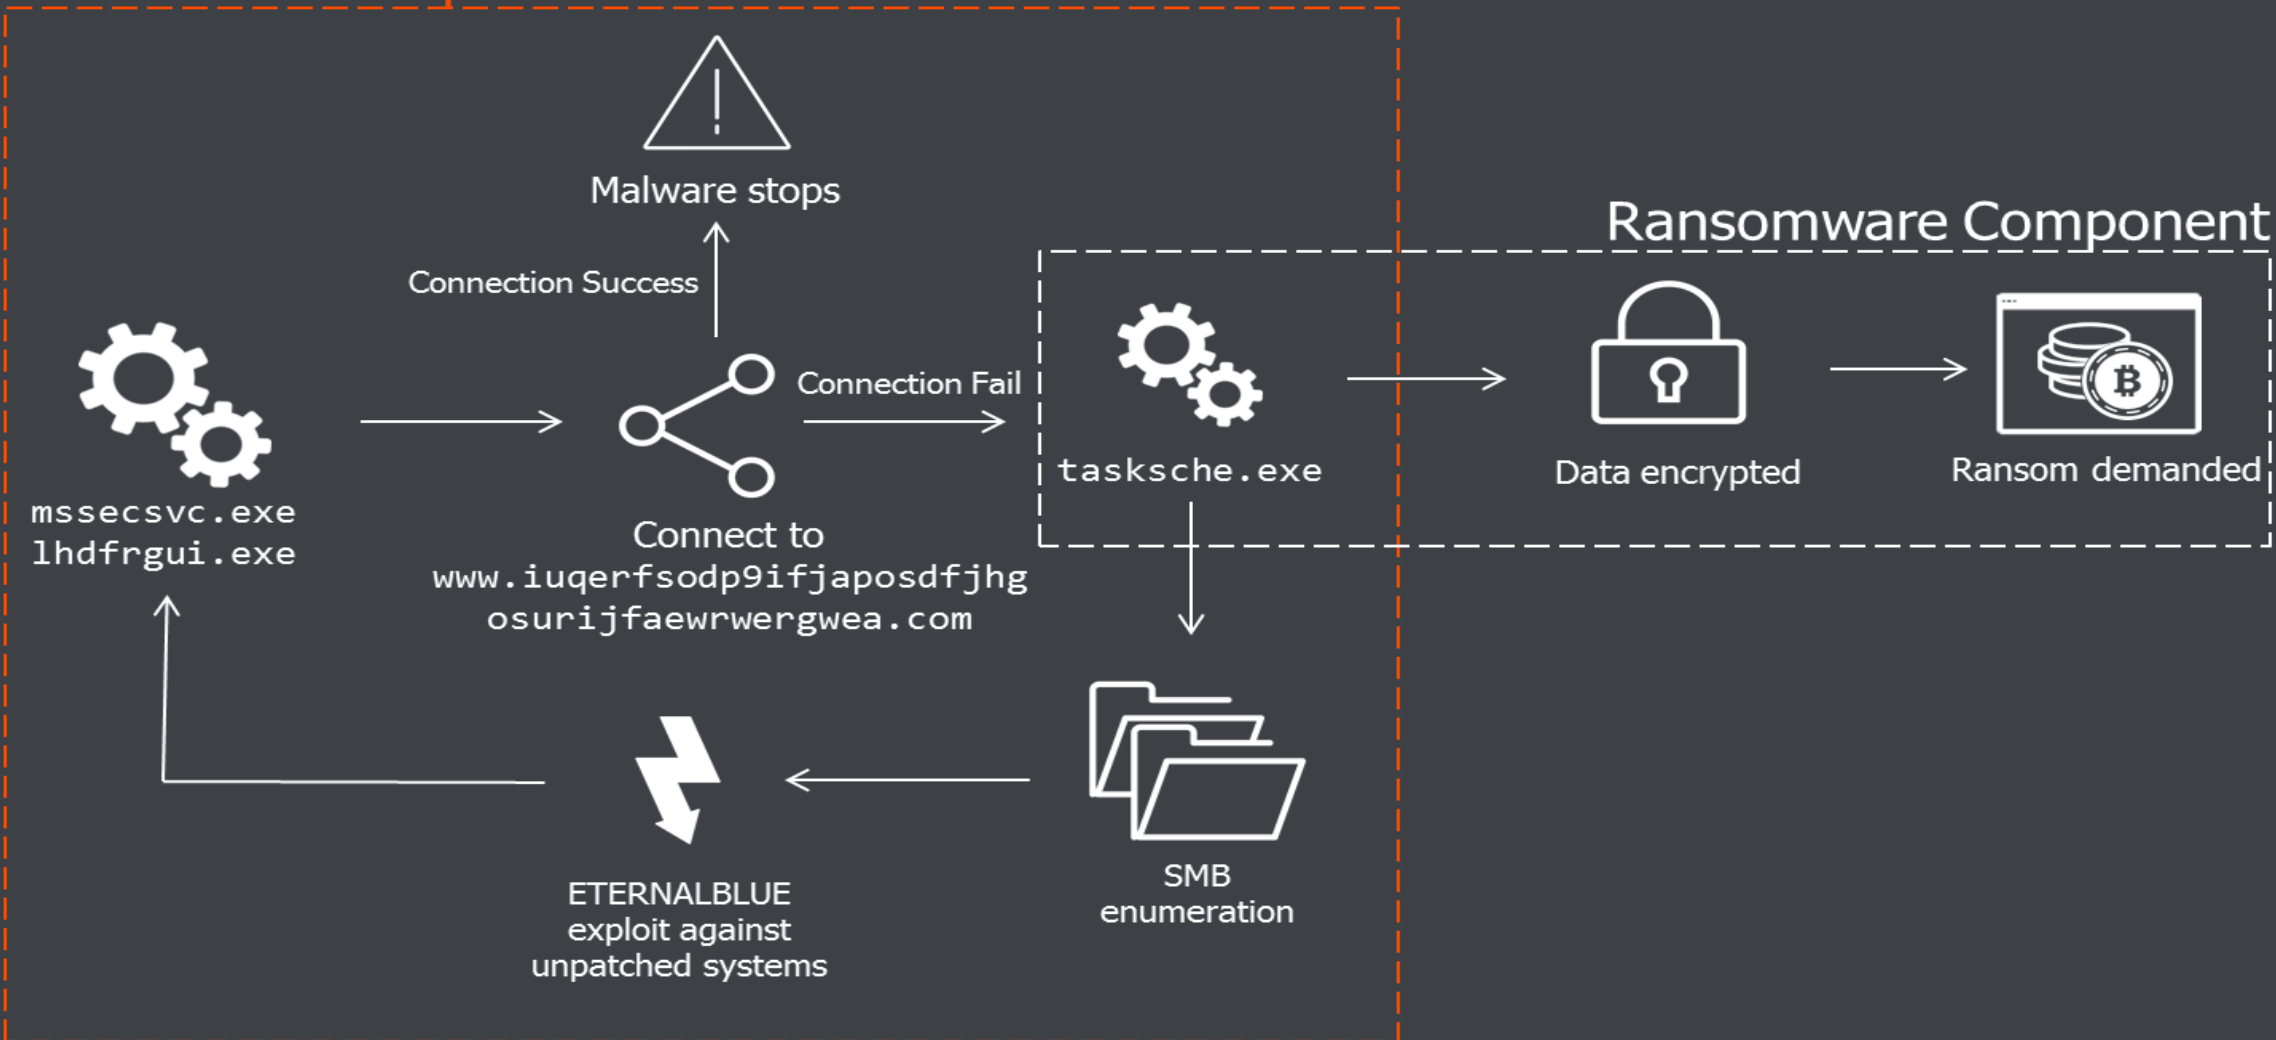 Malware stops
Connection Success
Ransomware Component
Connection Fail
mssecsvc.exe
lhdfrgui.exe
Connect to
www.iuqerfsodp9ifjaposdfjhg
osurijfaewrwergwea.com
tasksche.exe
Data encrypted
Ransom demanded
ETERNALBLUE
exploit against
unpatched systems
SMB
enumeration